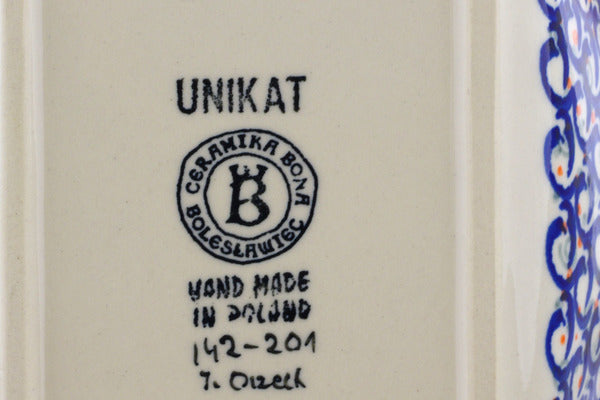 UNIKAT
CERAMIKA BONA
B
BOLESŁAWIEC
HAND MADE
IN POLAND
142-201
J. Orzech